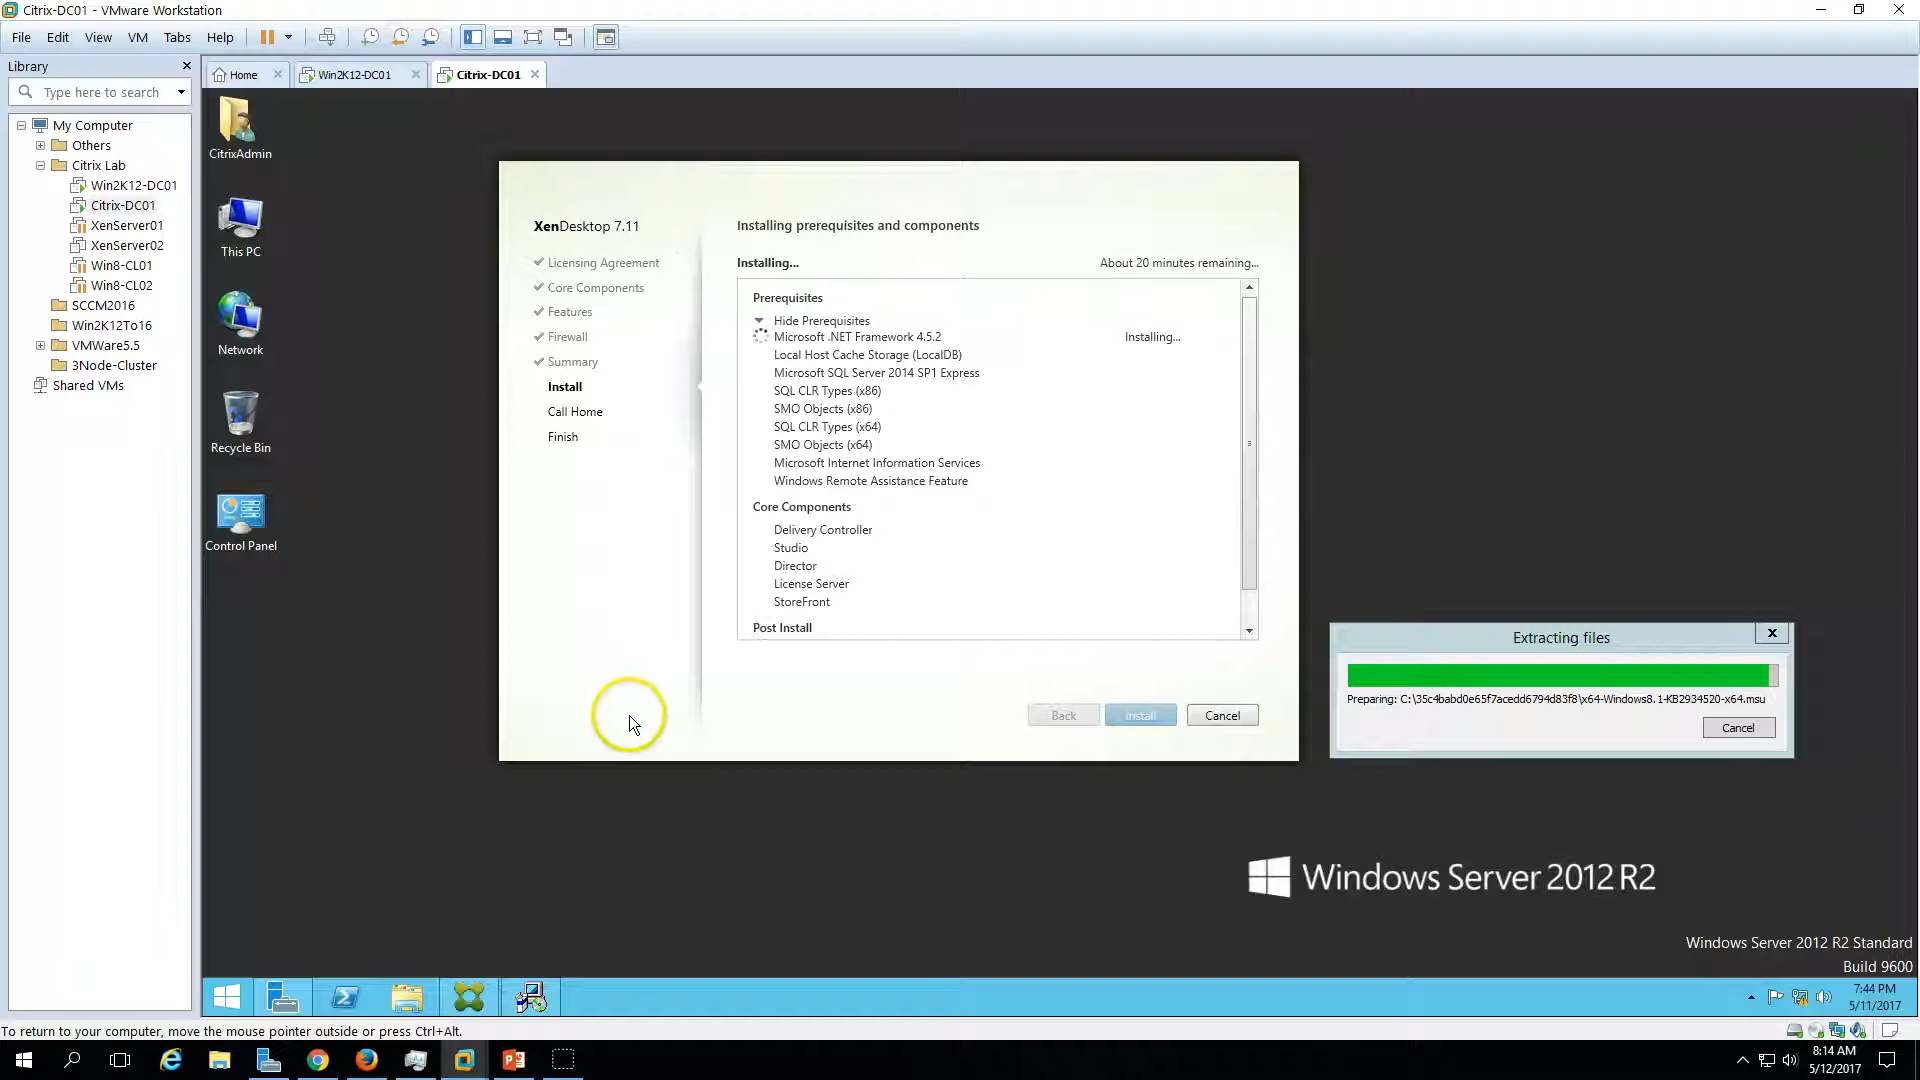 Citrix-DC01 - VMware Workstation
File Edit View VM Tabs Help
Library
Type here to search
Home
Win2K12-DC01
Citrix-DC01
My Computer
Others
Citrix Lab
Win2K12-DC01
Citrix-DC01
XenServer01
XenServer02
Win8-CL01
Win8-CL02
SCCM2016
Win2K12To16
VMWare5.5
3Node-Cluster
Shared VMs
CitrixAdmin
This PC
Network
Recycle Bin
Control Panel
XenDesktop 7.11
Licensing Agreement
Core Components
Features
Firewall
Summary
Install
Call Home
Finish
Installing prerequisites and components
Installing... About 20 minutes remaining...
Prerequisites
Hide Prerequisites
Microsoft .NET Framework 4.5.2 Installing...
Local Host Cache Storage (LocalDB)
Microsoft SQL Server 2014 SP1 Express
SQL CLR Types (x86)
SMO Objects (x86)
SQL CLR Types (x64)
SMO Objects (x64)
Microsoft Internet Information Services
Windows Remote Assistance Feature
Core Components
Delivery Controller
Studio
Director
License Server
StoreFront
Post Install
Back Install Cancel
Extracting files
Preparing: C:\35c4babd0e65f7acedd6794d83f8\x64-Windows8.1-KB2934520-x64.msu
Cancel
Windows Server 2012 R2
Windows Server 2012 R2 Standard
Build 9600
7:44 PM
5/11/2017
To return to your computer, move the mouse pointer outside or press Ctrl+Alt.
8:14 AM
5/12/2017